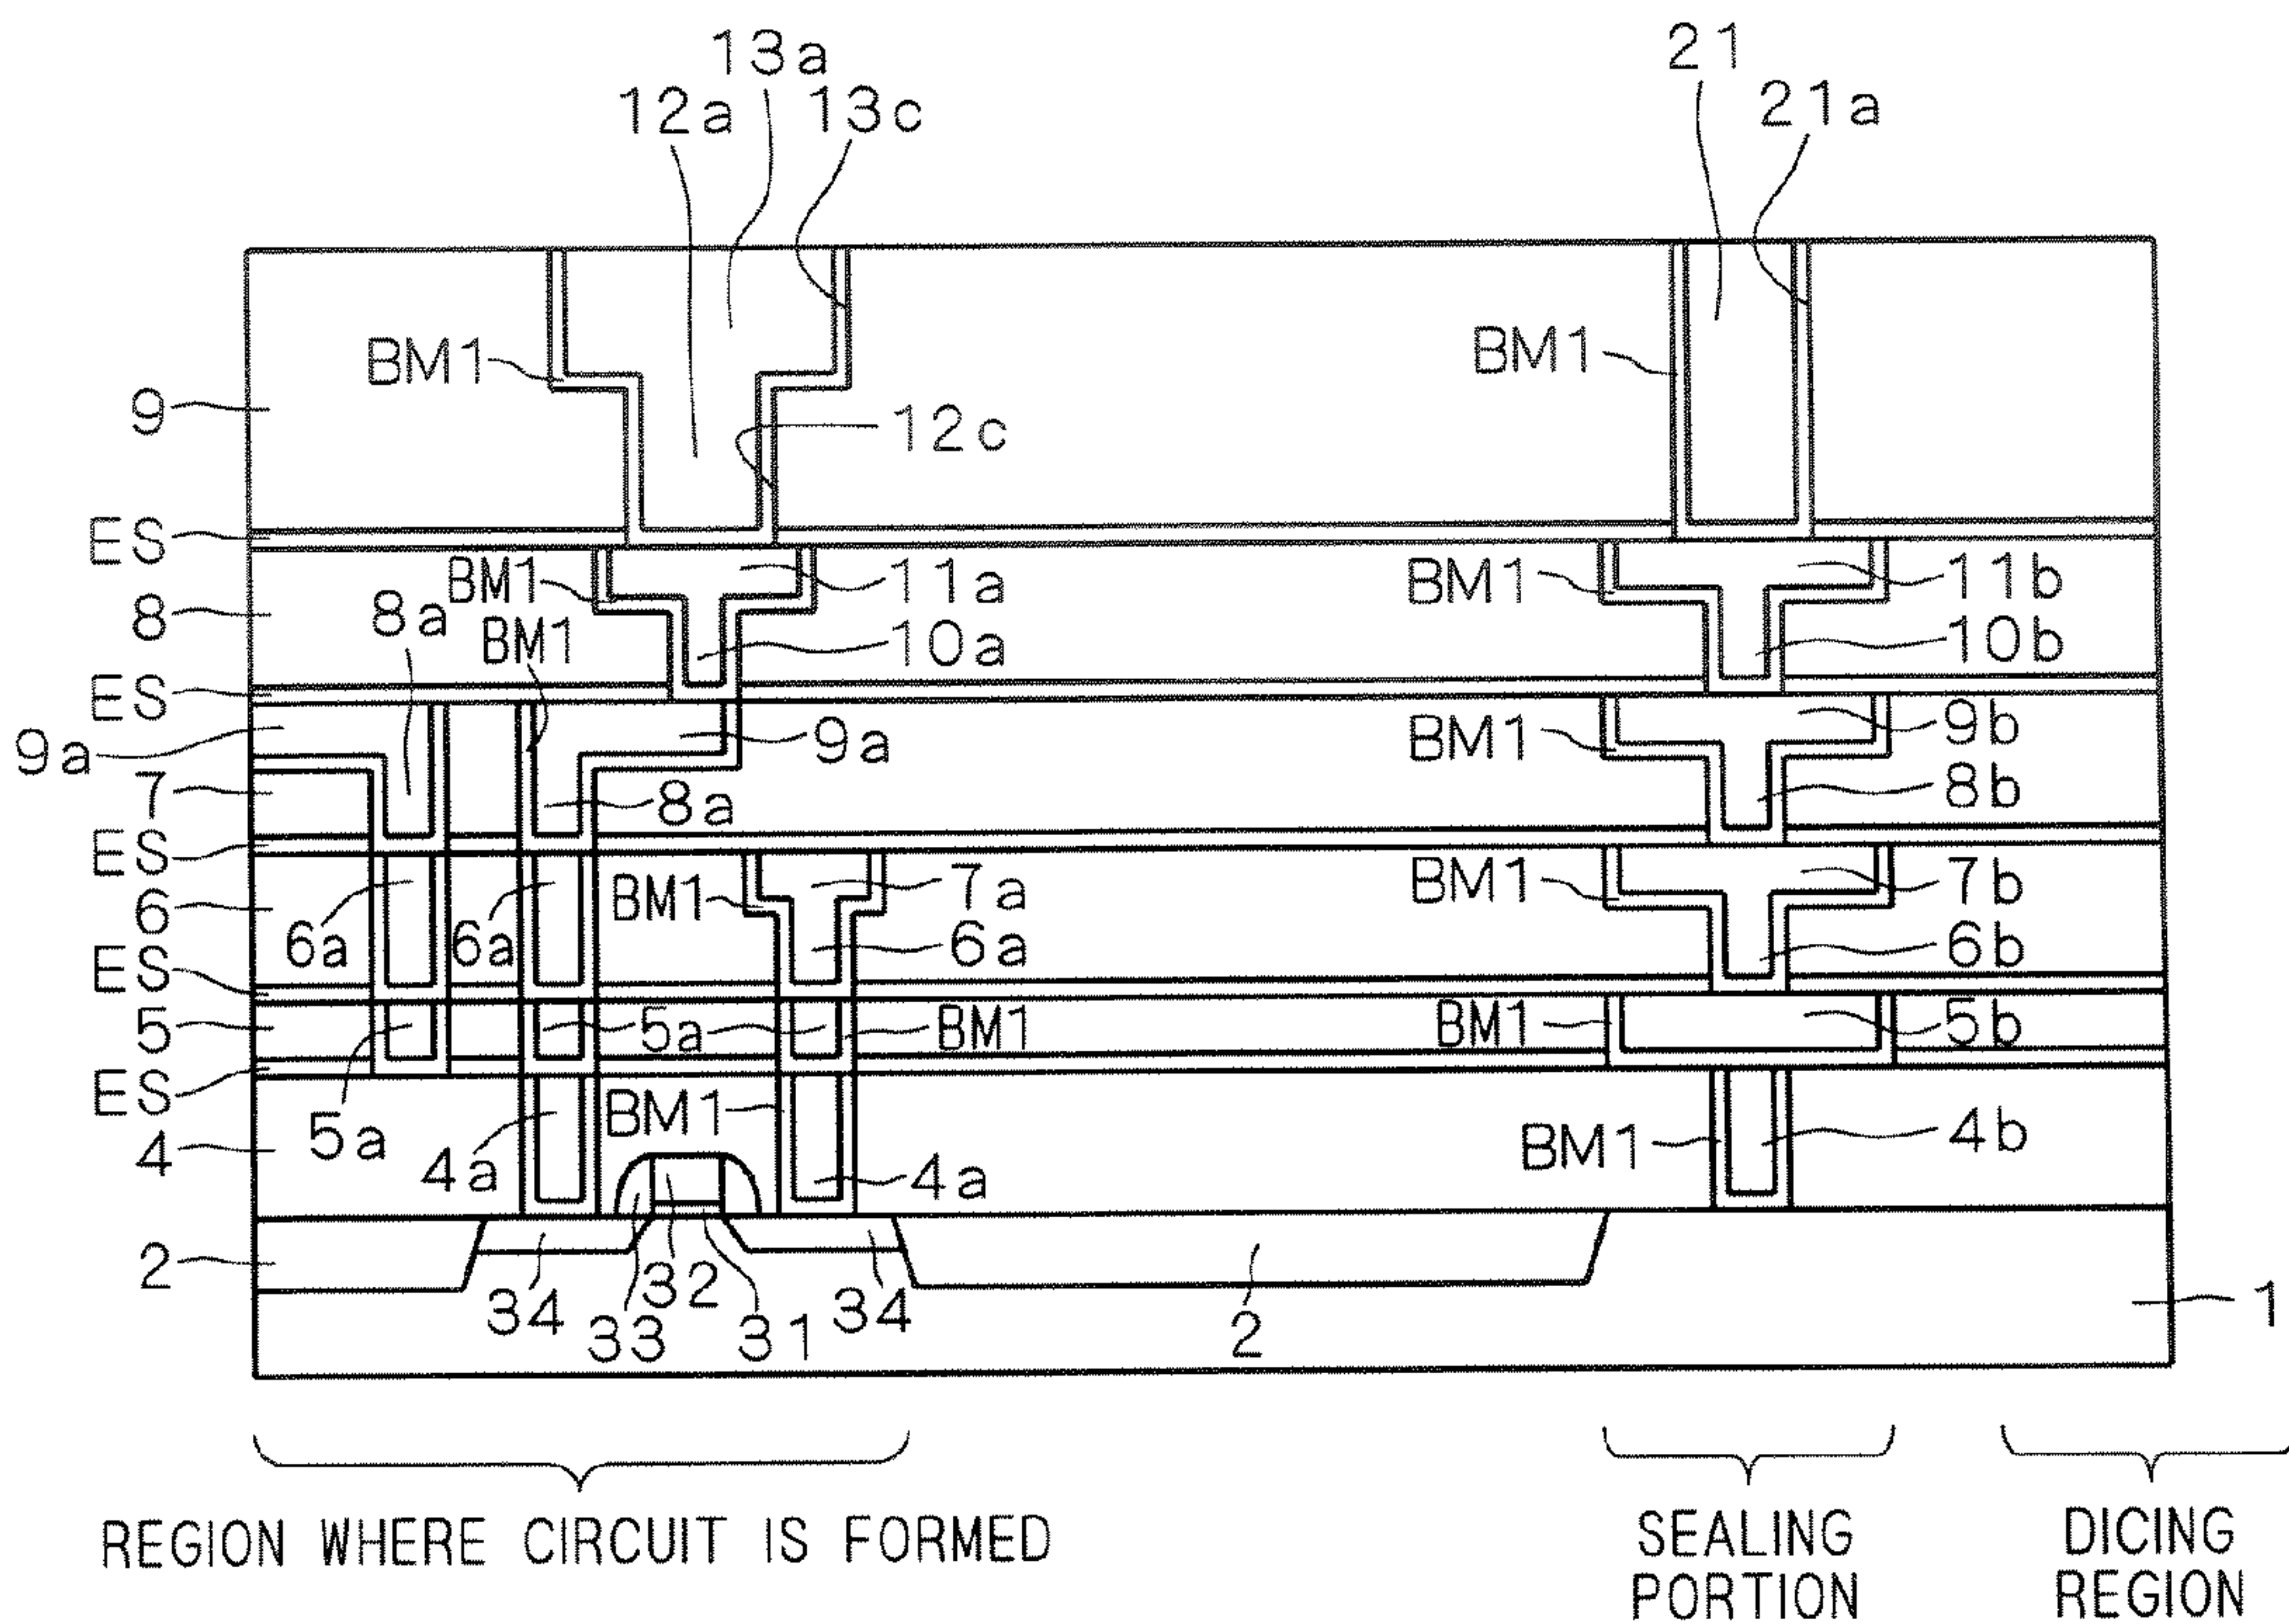 13a
21
12a
13c
21a
BM1
BM1
9
12c
ES
BM1
11a
BM1
11b
8
8a
BM1
10a
10b
ES
9a
9a
BM1
9b
7
8a
8b
ES
6
6a
6a
BM1
7a
BM1
7b
6a
6b
ES
5
5a
BM1
BM1
5b
ES
5a
BM1
4
4a
4a
BM1
4b
2
34
33
32
31
34
2
1
REGION WHERE CIRCUIT IS FORMED
SEALING
PORTION
DICING
REGION